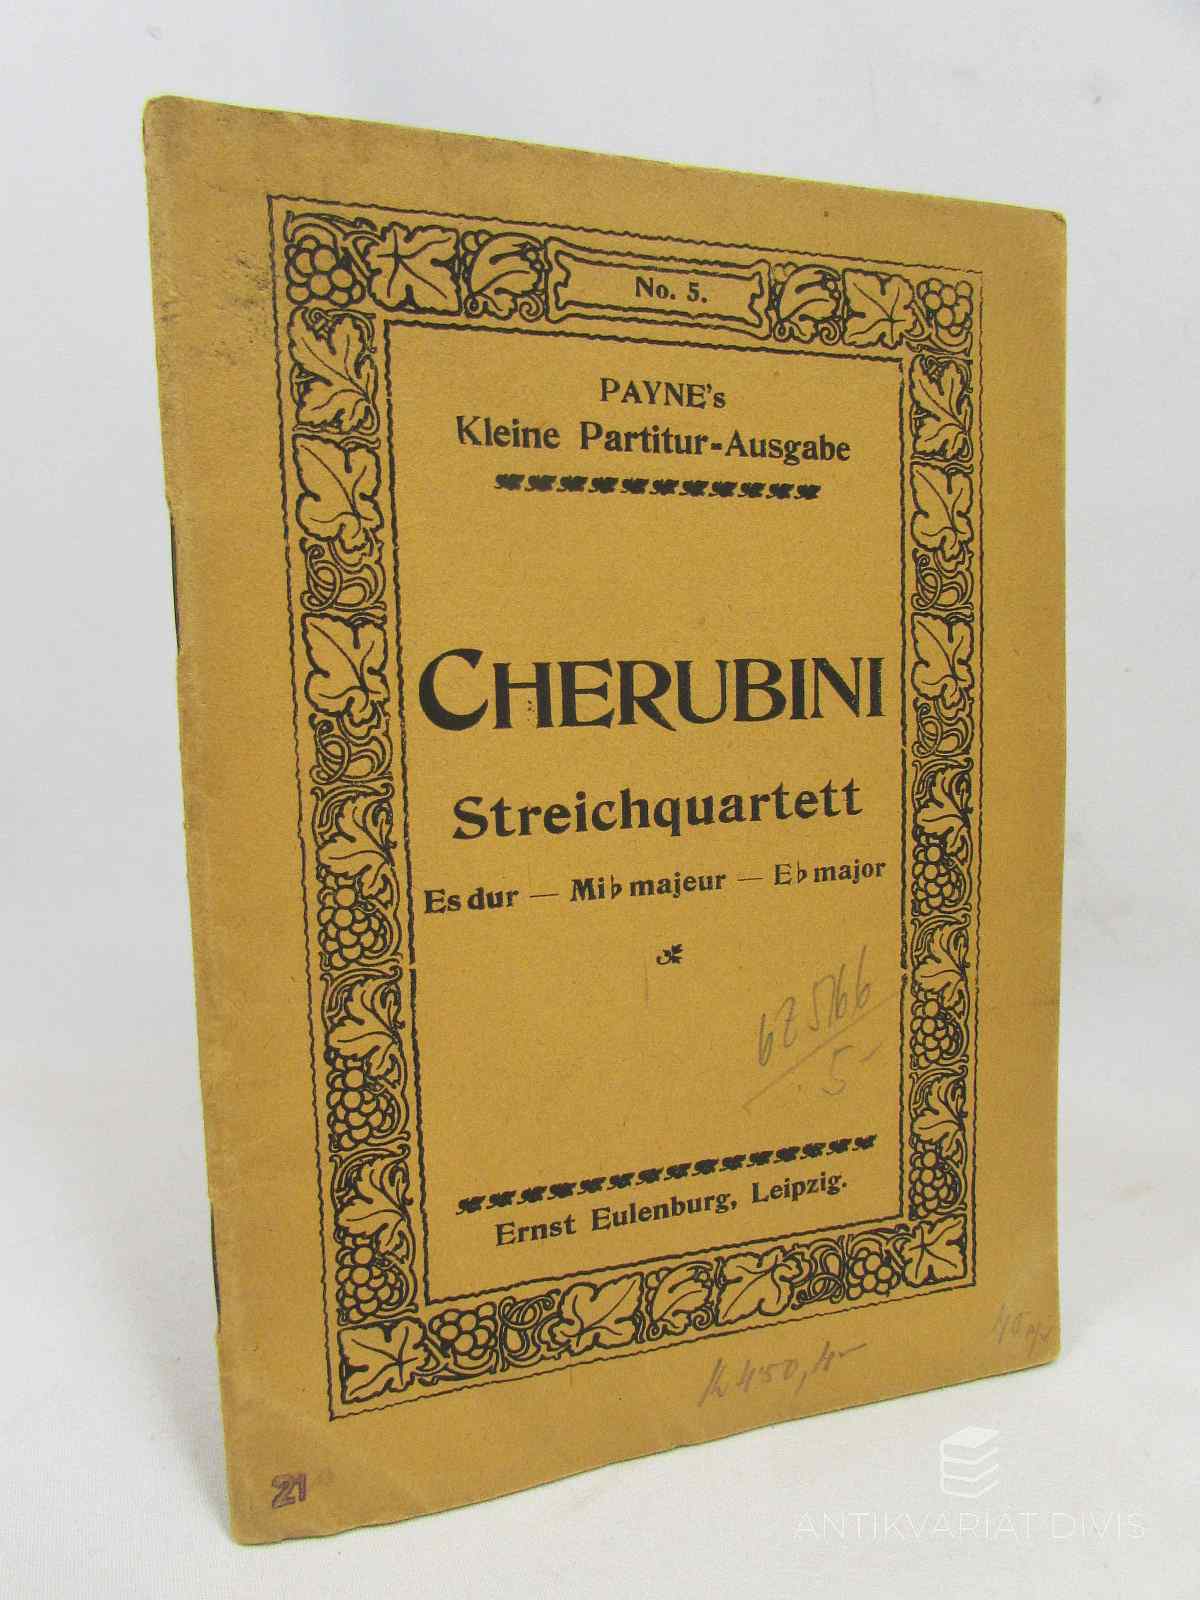 No. 5.
PAYNE's
Kleine Partitur-Ausgabe
CHERUBINI
Streichquartett
Es dur — Mi♭ majeur — E♭ major
5-
Ernst Eulenburg, Leipzig.
21
ANTIKVARIAT DIVIS